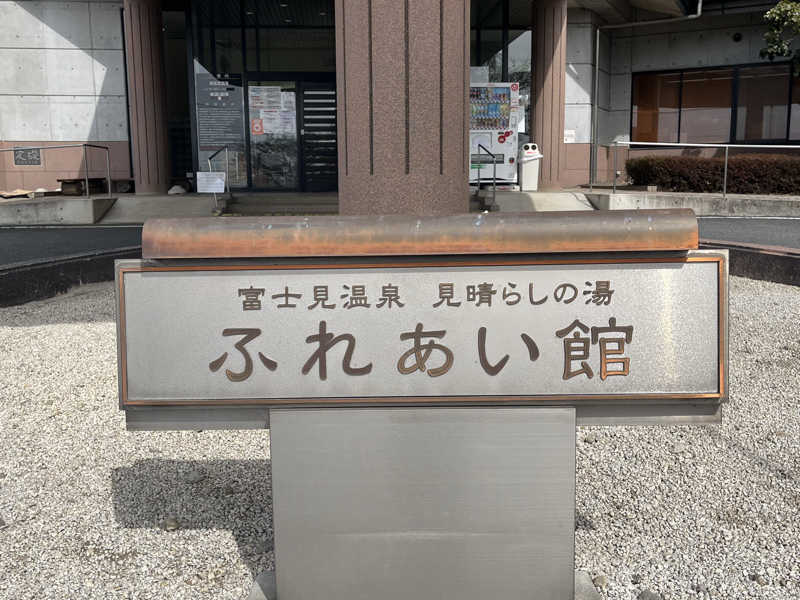 富士見温泉 見晴らしの湯
ふれあい館